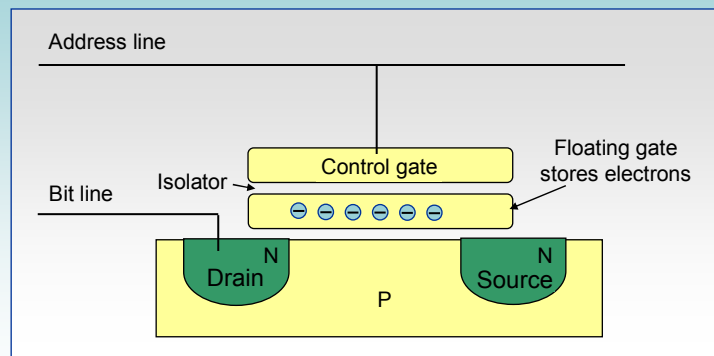 Address line
Control gate
Floating gate
stores electrons
Isolator
Bit line
N
Drain
N
Source
P